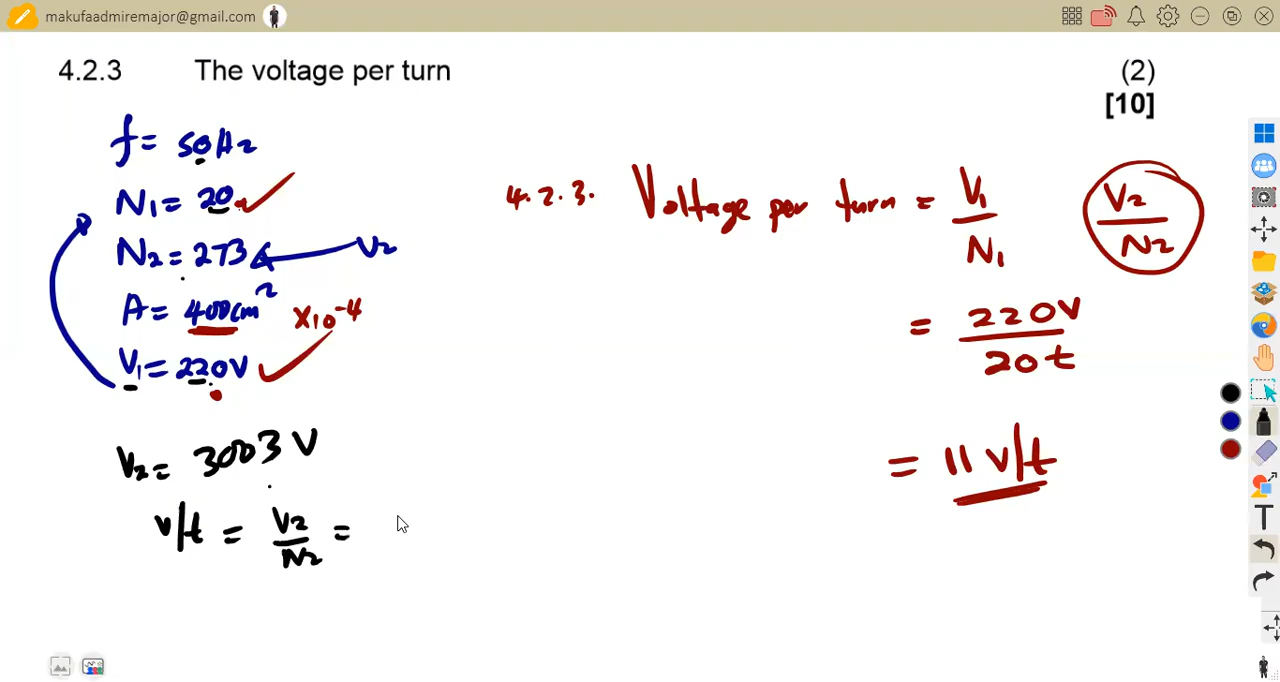 makufaadmiremajor@gmail.com
4.2.3 The voltage per turn (2)
[10]
f = 50Hz
N1 = 20
N2 = 273 V2
A = 400cm² x10⁻⁴
V1 = 220V
V2 = 3003 V
v/t = V2/N2 =
4.2.3. Voltage per turn = V1/N1 V2/N2
= 220V/20t
= 11 v/t
T